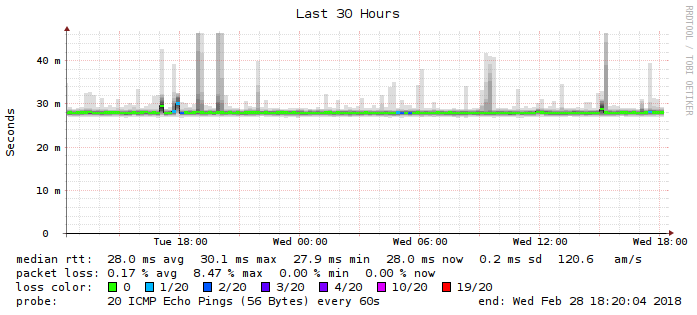 Last 30 Hours
RRDTOOL / TOBI OETIKER
Seconds
40 m
30 m
20 m
10 m
0
Tue 18:00 Wed 00:00 Wed 06:00 Wed 12:00 Wed 18:00
median rtt: 28.0 ms avg 30.1 ms max 27.9 ms min 28.0 ms now 0.2 ms sd 120.6 am/s
packet loss: 0.17 % avg 8.47 % max 0.00 % min 0.00 % now
loss color: 0 1/20 2/20 3/20 4/20 10/20 19/20
probe: 20 ICMP Echo Pings (56 Bytes) every 60s end: Wed Feb 28 18:20:04 2018